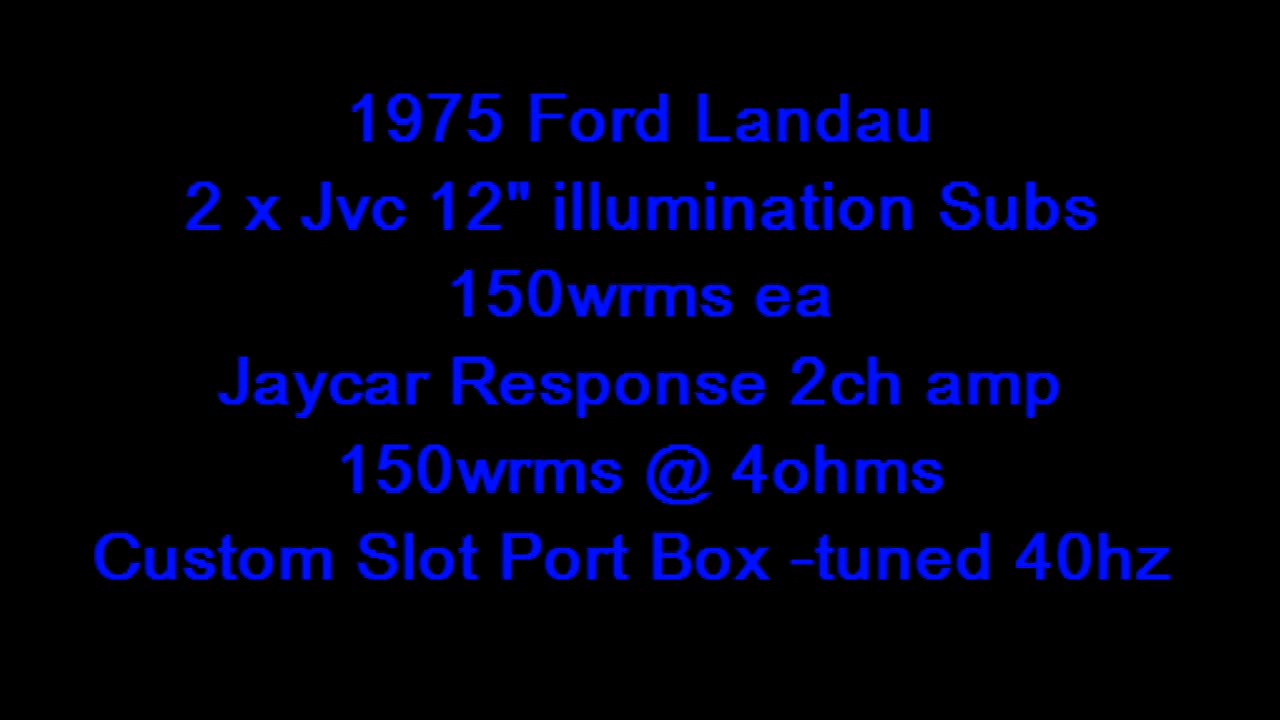 1975 Ford Landau
2 x Jvc 12" illumination Subs
150wrms ea
Jaycar Response 2ch amp
150wrms @ 4ohms
Custom Slot Port Box -tuned 40hz